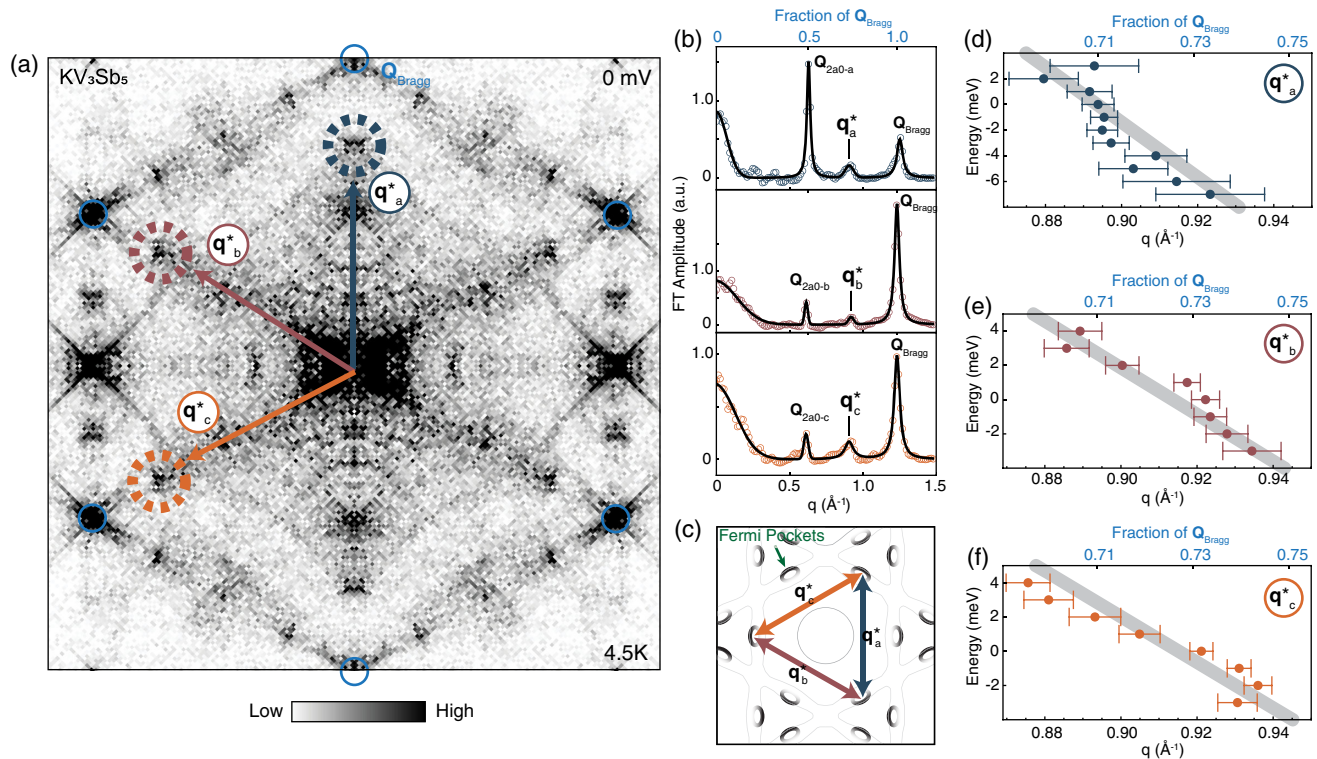 (a)
KV₃Sb₅
Q_Bragg
0 mV
q*_a
q*_b
q*_c
4.5K
Low High
(b)
Fraction of Q_Bragg
0 0.5 1.0
Q_2a0-a
q*_a
Q_Bragg
1.0
0
Q_2a0-b
q*_b
Q_Bragg
1.0
0
Q_2a0-c
q*_c
Q_Bragg
1.0
0
FT Amplitude (a.u.)
0 0.5 1.0 1.5
q (Å⁻¹)
(c)
Fermi Pockets
q*_c
q*_a
q*_b
(d)
Fraction of Q_Bragg
0.71 0.73 0.75
q*_a
Energy (meV)
2
0
-2
-4
-6
0.88 0.90 0.92 0.94
q (Å⁻¹)
(e)
Fraction of Q_Bragg
0.71 0.73 0.75
q*_b
Energy (meV)
4
2
0
-2
0.88 0.90 0.92 0.94
q (Å⁻¹)
(f)
Fraction of Q_Bragg
0.71 0.73 0.75
q*_c
Energy (meV)
4
2
0
-2
0.88 0.90 0.92 0.94
q (Å⁻¹)